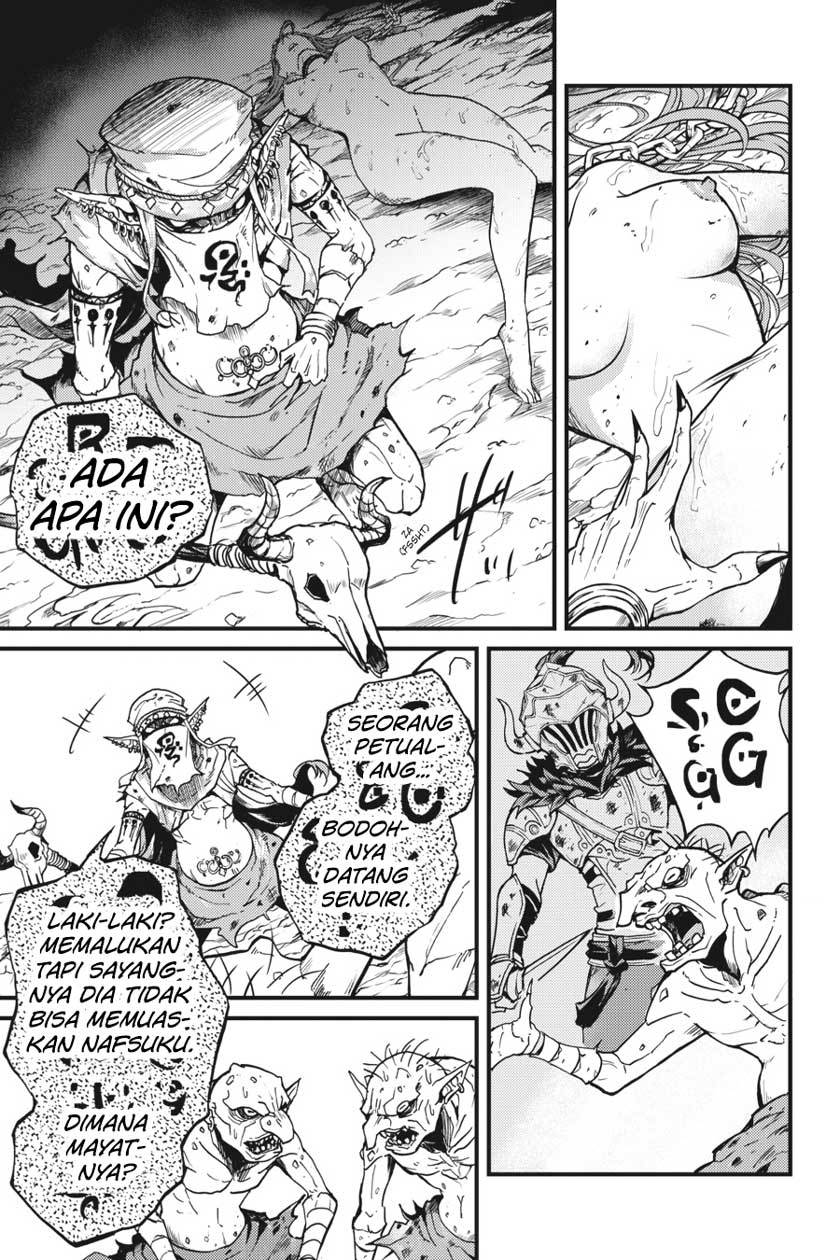 ADA
APA INI?
ZA
(FSSHT)
SEORANG
PETUAL-
ANG...
BODOH-
NYA
DATANG
SENDIRI.
LAKI-LAKI?
MEMALUKAN
TAPI SAYANG-
NYA DIA TIDAK
BISA MEMUAS-
KAN NAFSUKU.
DIMANA
MAYAT-
NYA?